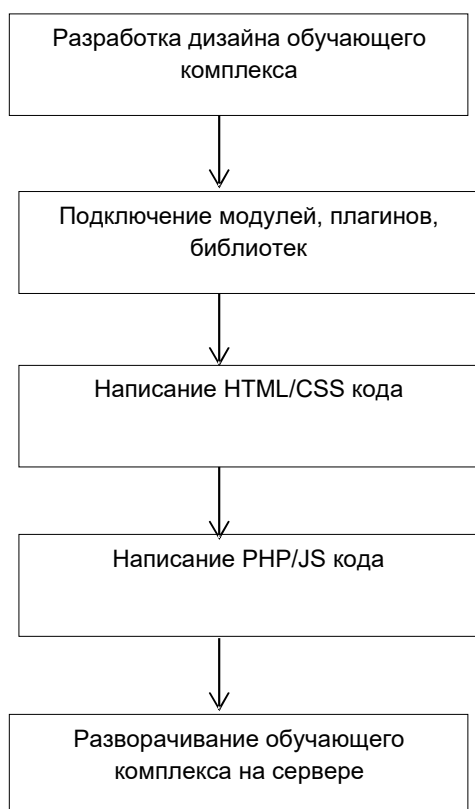 Разработка дизайна обучающего
комплекса
Подключение модулей, плагинов,
библиотек
Написание HTML/CSS кода
Написание PHP/JS кода
Разворачивание обучающего
комплекса на сервере